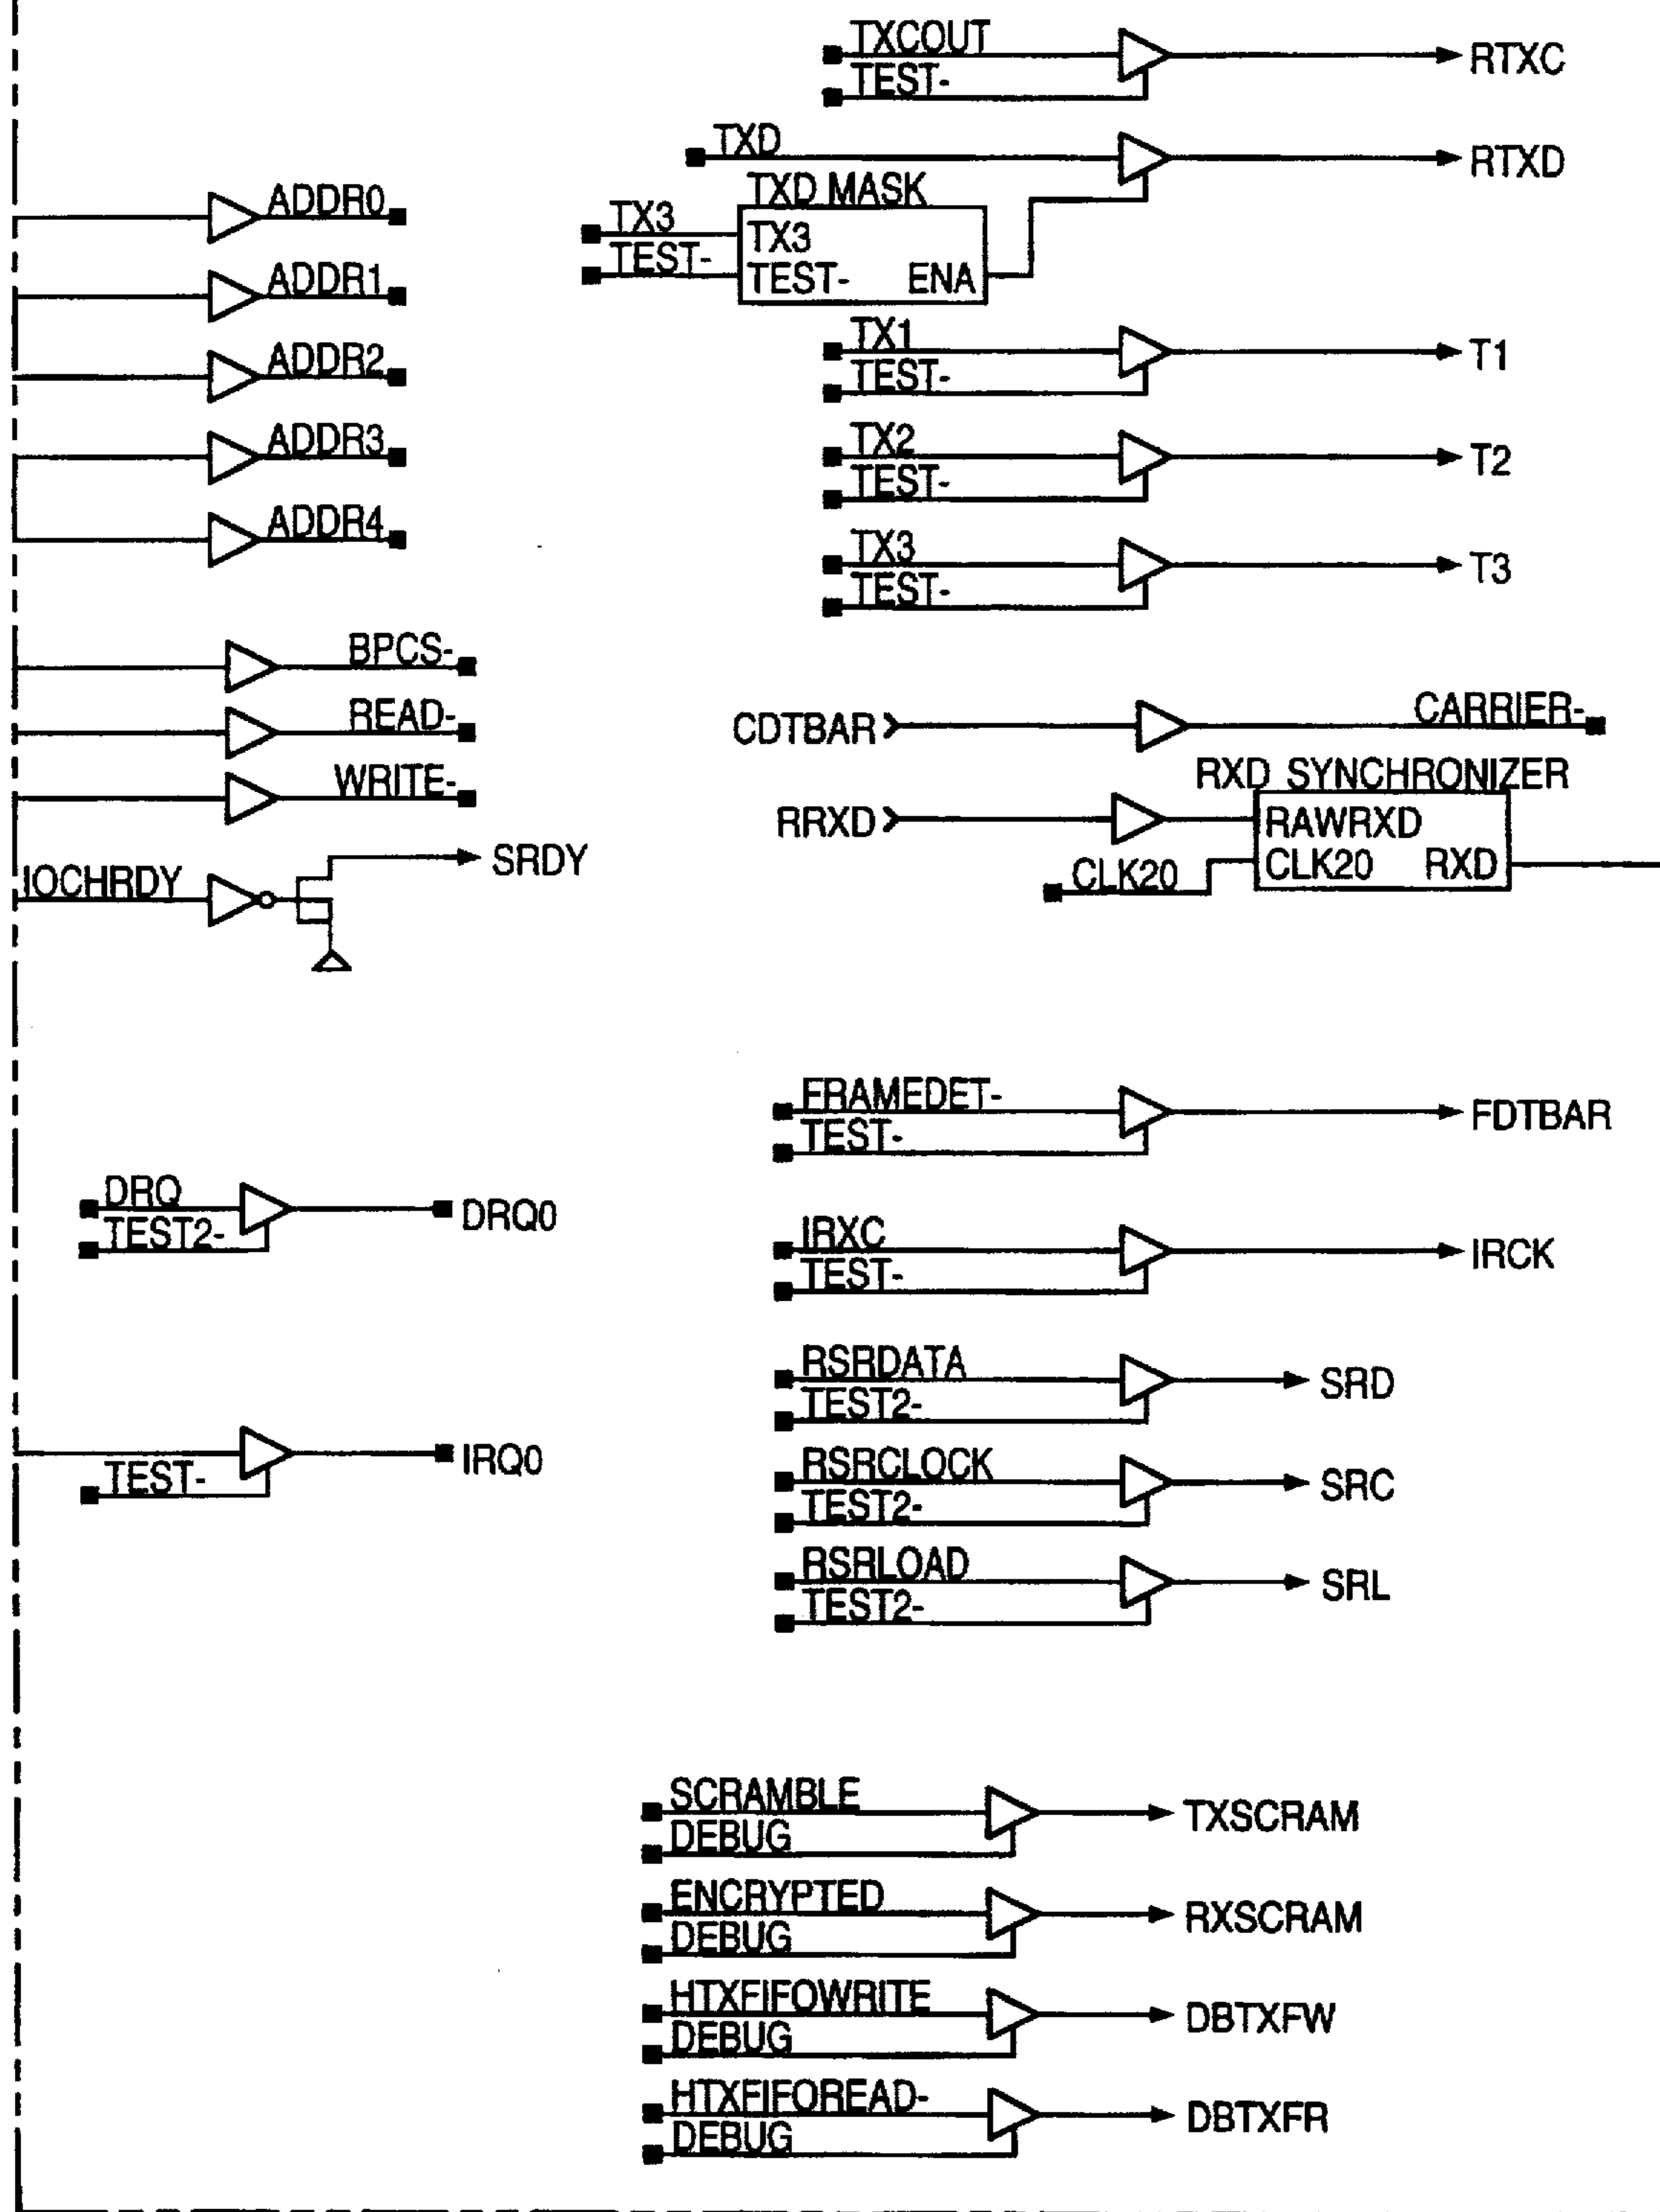 ADDR0
ADDR1
ADDR2
ADDR3
ADDR4
BPCS-
READ-
WRITE-
IOCHRDY
SRDY
DRQ
TEST2-
DRQ0
TEST-
IRQ0
TXCOUT
TEST-
RTXC
TXD
RTXD
TXD MASK
TX3
TEST-
TX3
TEST-
ENA
TX1
TEST-
T1
TX2
TEST-
T2
TX3
TEST-
T3
CDTBAR
CARRIER-
RXD SYNCHRONIZER
RRXD
RAWRXD
CLK20
CLK20
RXD
FRAMEDET-
TEST-
FDTBAR
IRXC
TEST-
IRCK
RSRDATA
TEST2-
SRD
RSRCLOCK
TEST2-
SRC
RSRLOAD
TEST2-
SRL
SCRAMBLE
DEBUG
TXSCRAM
ENCRYPTED
DEBUG
RXSCRAM
HTXFIFOWRITE
DEBUG
DBTXFW
HTXFIFOREAD-
DEBUG
DBTXFR